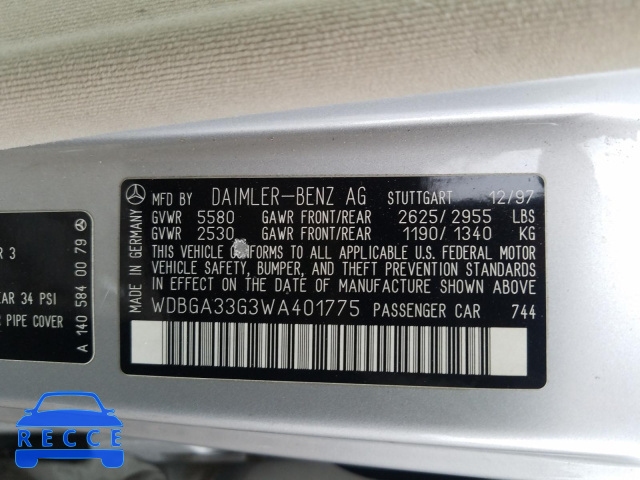 MFD BY DAIMLER-BENZ AG STUTTGART 12/97
GVWR 5580 GAWR FRONT/REAR 2625/2955 LBS
GVWR 2530 GAWR FRONT/REAR 1190/1340 KG
THIS VEHICLE CONFORMS TO ALL APPLICABLE U.S. FEDERAL MOTOR
VEHICLE SAFETY, BUMPER, AND THEFT PREVENTION STANDARDS
IN EFFECT ON THE DATE OF MANUFACTURE SHOWN ABOVE
WDBGA33G3WA401775 PASSENGER CAR 744
MADE IN GERMANY
R 3
EAR 34 PSI
PIPE COVER
A 140 584 00 79
RECCE